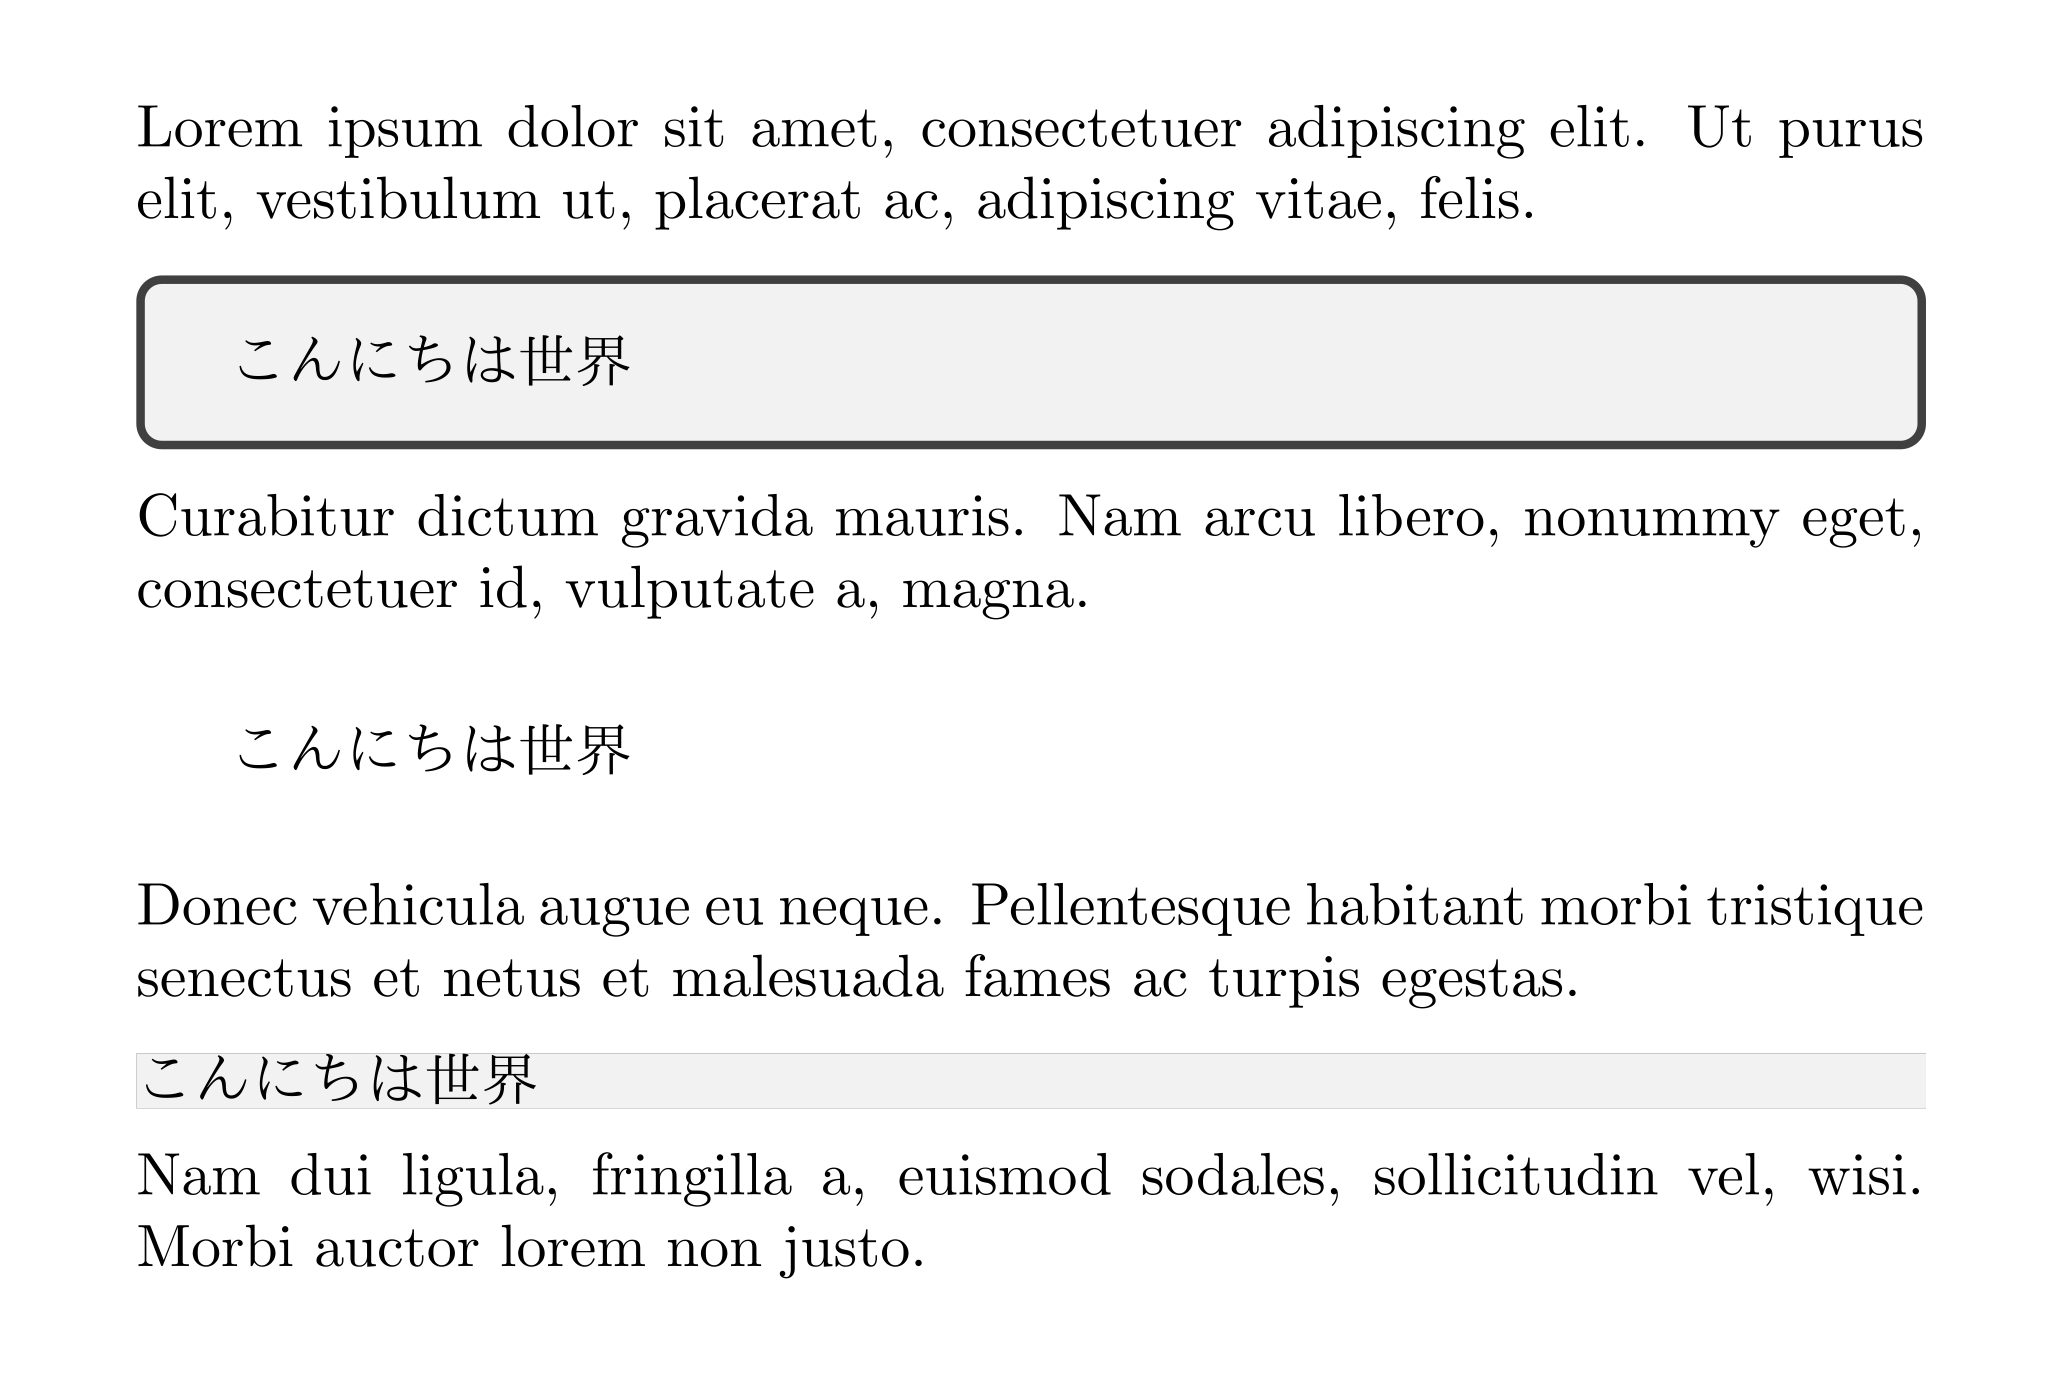 Lorem ipsum dolor sit amet, consectetuer adipiscing elit. Ut purus
elit, vestibulum ut, placerat ac, adipiscing vitae, felis.
こんにちは世界
Curabitur dictum gravida mauris. Nam arcu libero, nonummy eget,
consectetuer id, vulputate a, magna.
こんにちは世界
Donec vehicula augue eu neque. Pellentesque habitant morbi tristique
senectus et netus et malesuada fames ac turpis egestas.
こんにちは世界
Nam dui ligula, fringilla a, euismod sodales, sollicitudin vel, wisi.
Morbi auctor lorem non justo.